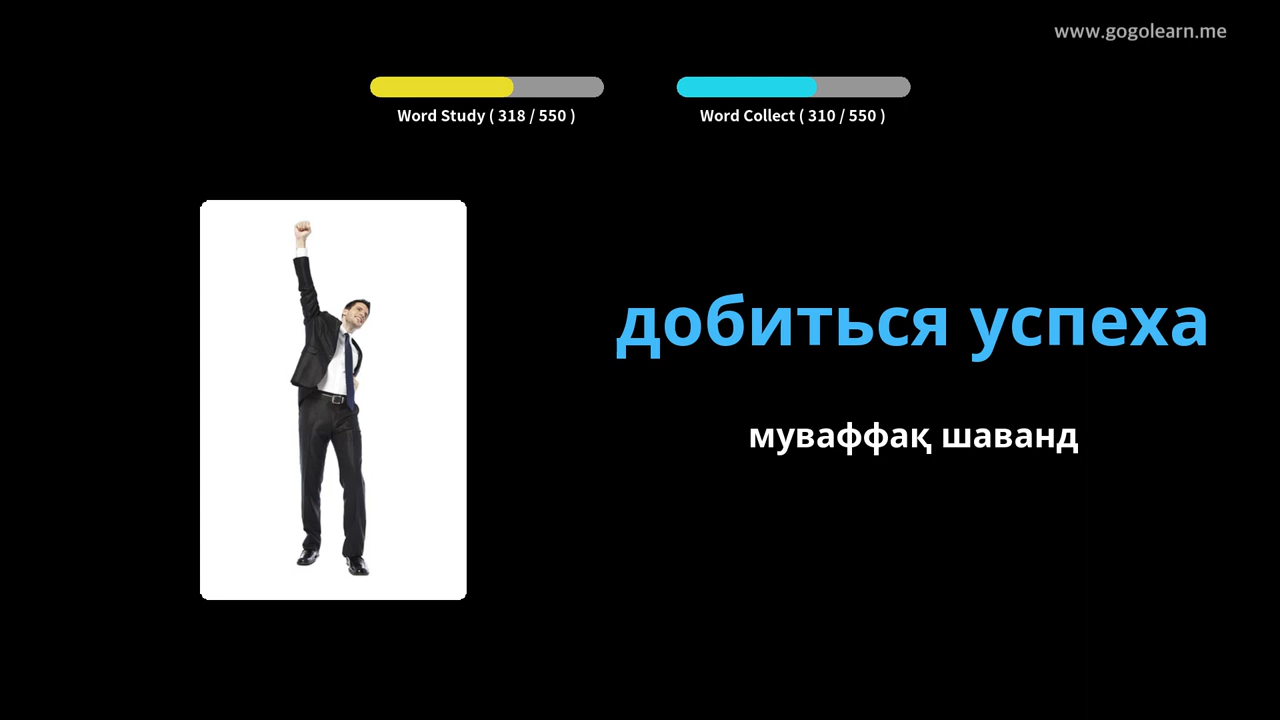 www.gogolearn.me
Word Study ( 318 / 550 )
Word Collect ( 310 / 550 )
добиться успеха
муваффақ шаванд